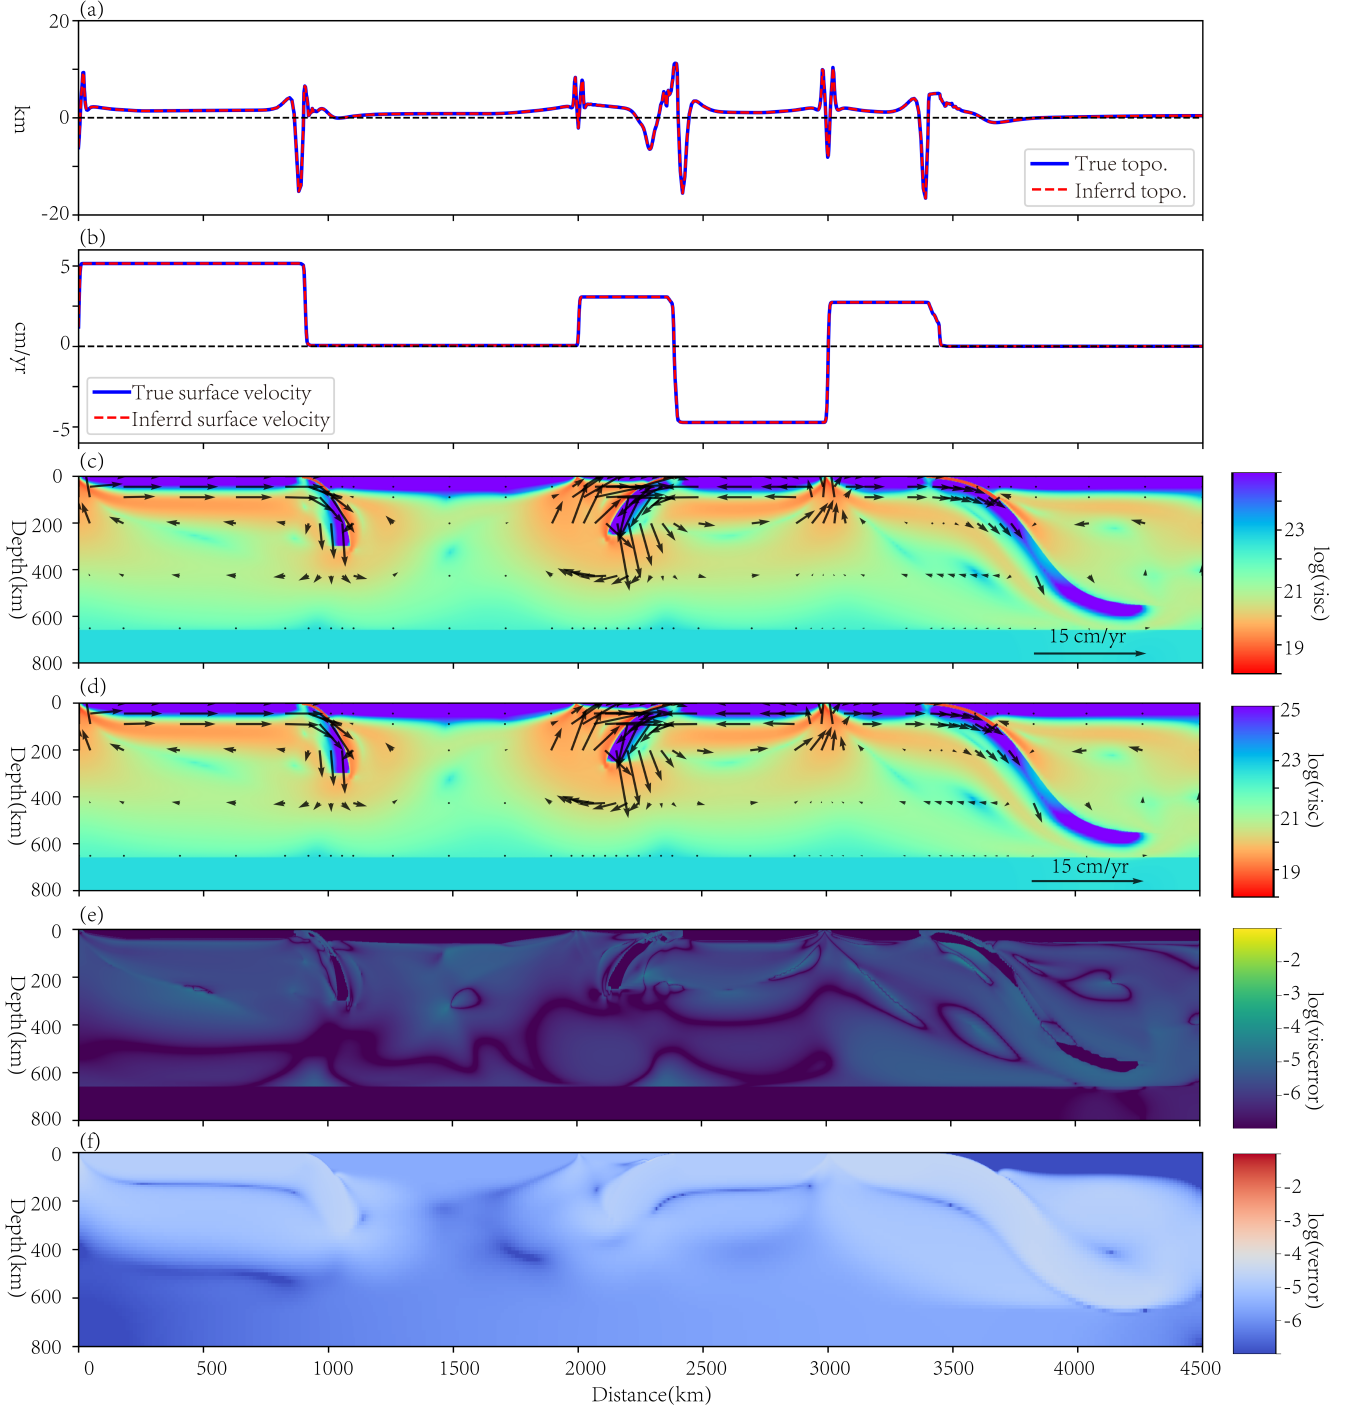 (a)
20
0
-20
km
True topo.
Inferrd topo.
(b)
5
0
-5
cm/yr
True surface velocity
Inferrd surface velocity
(c)
0
200
400
600
800
Depth(km)
15 cm/yr
23
21
19
log(visc)
(d)
0
200
400
600
800
Depth(km)
15 cm/yr
25
23
21
19
log(visc)
(e)
0
200
400
600
800
Depth(km)
-2
-3
-4
-5
-6
log(viscerror)
(f)
0
200
400
600
800
Depth(km)
-2
-3
-4
-5
-6
log(verror)
0 500 1000 1500 2000 2500 3000 3500 4000 4500
Distance(km)